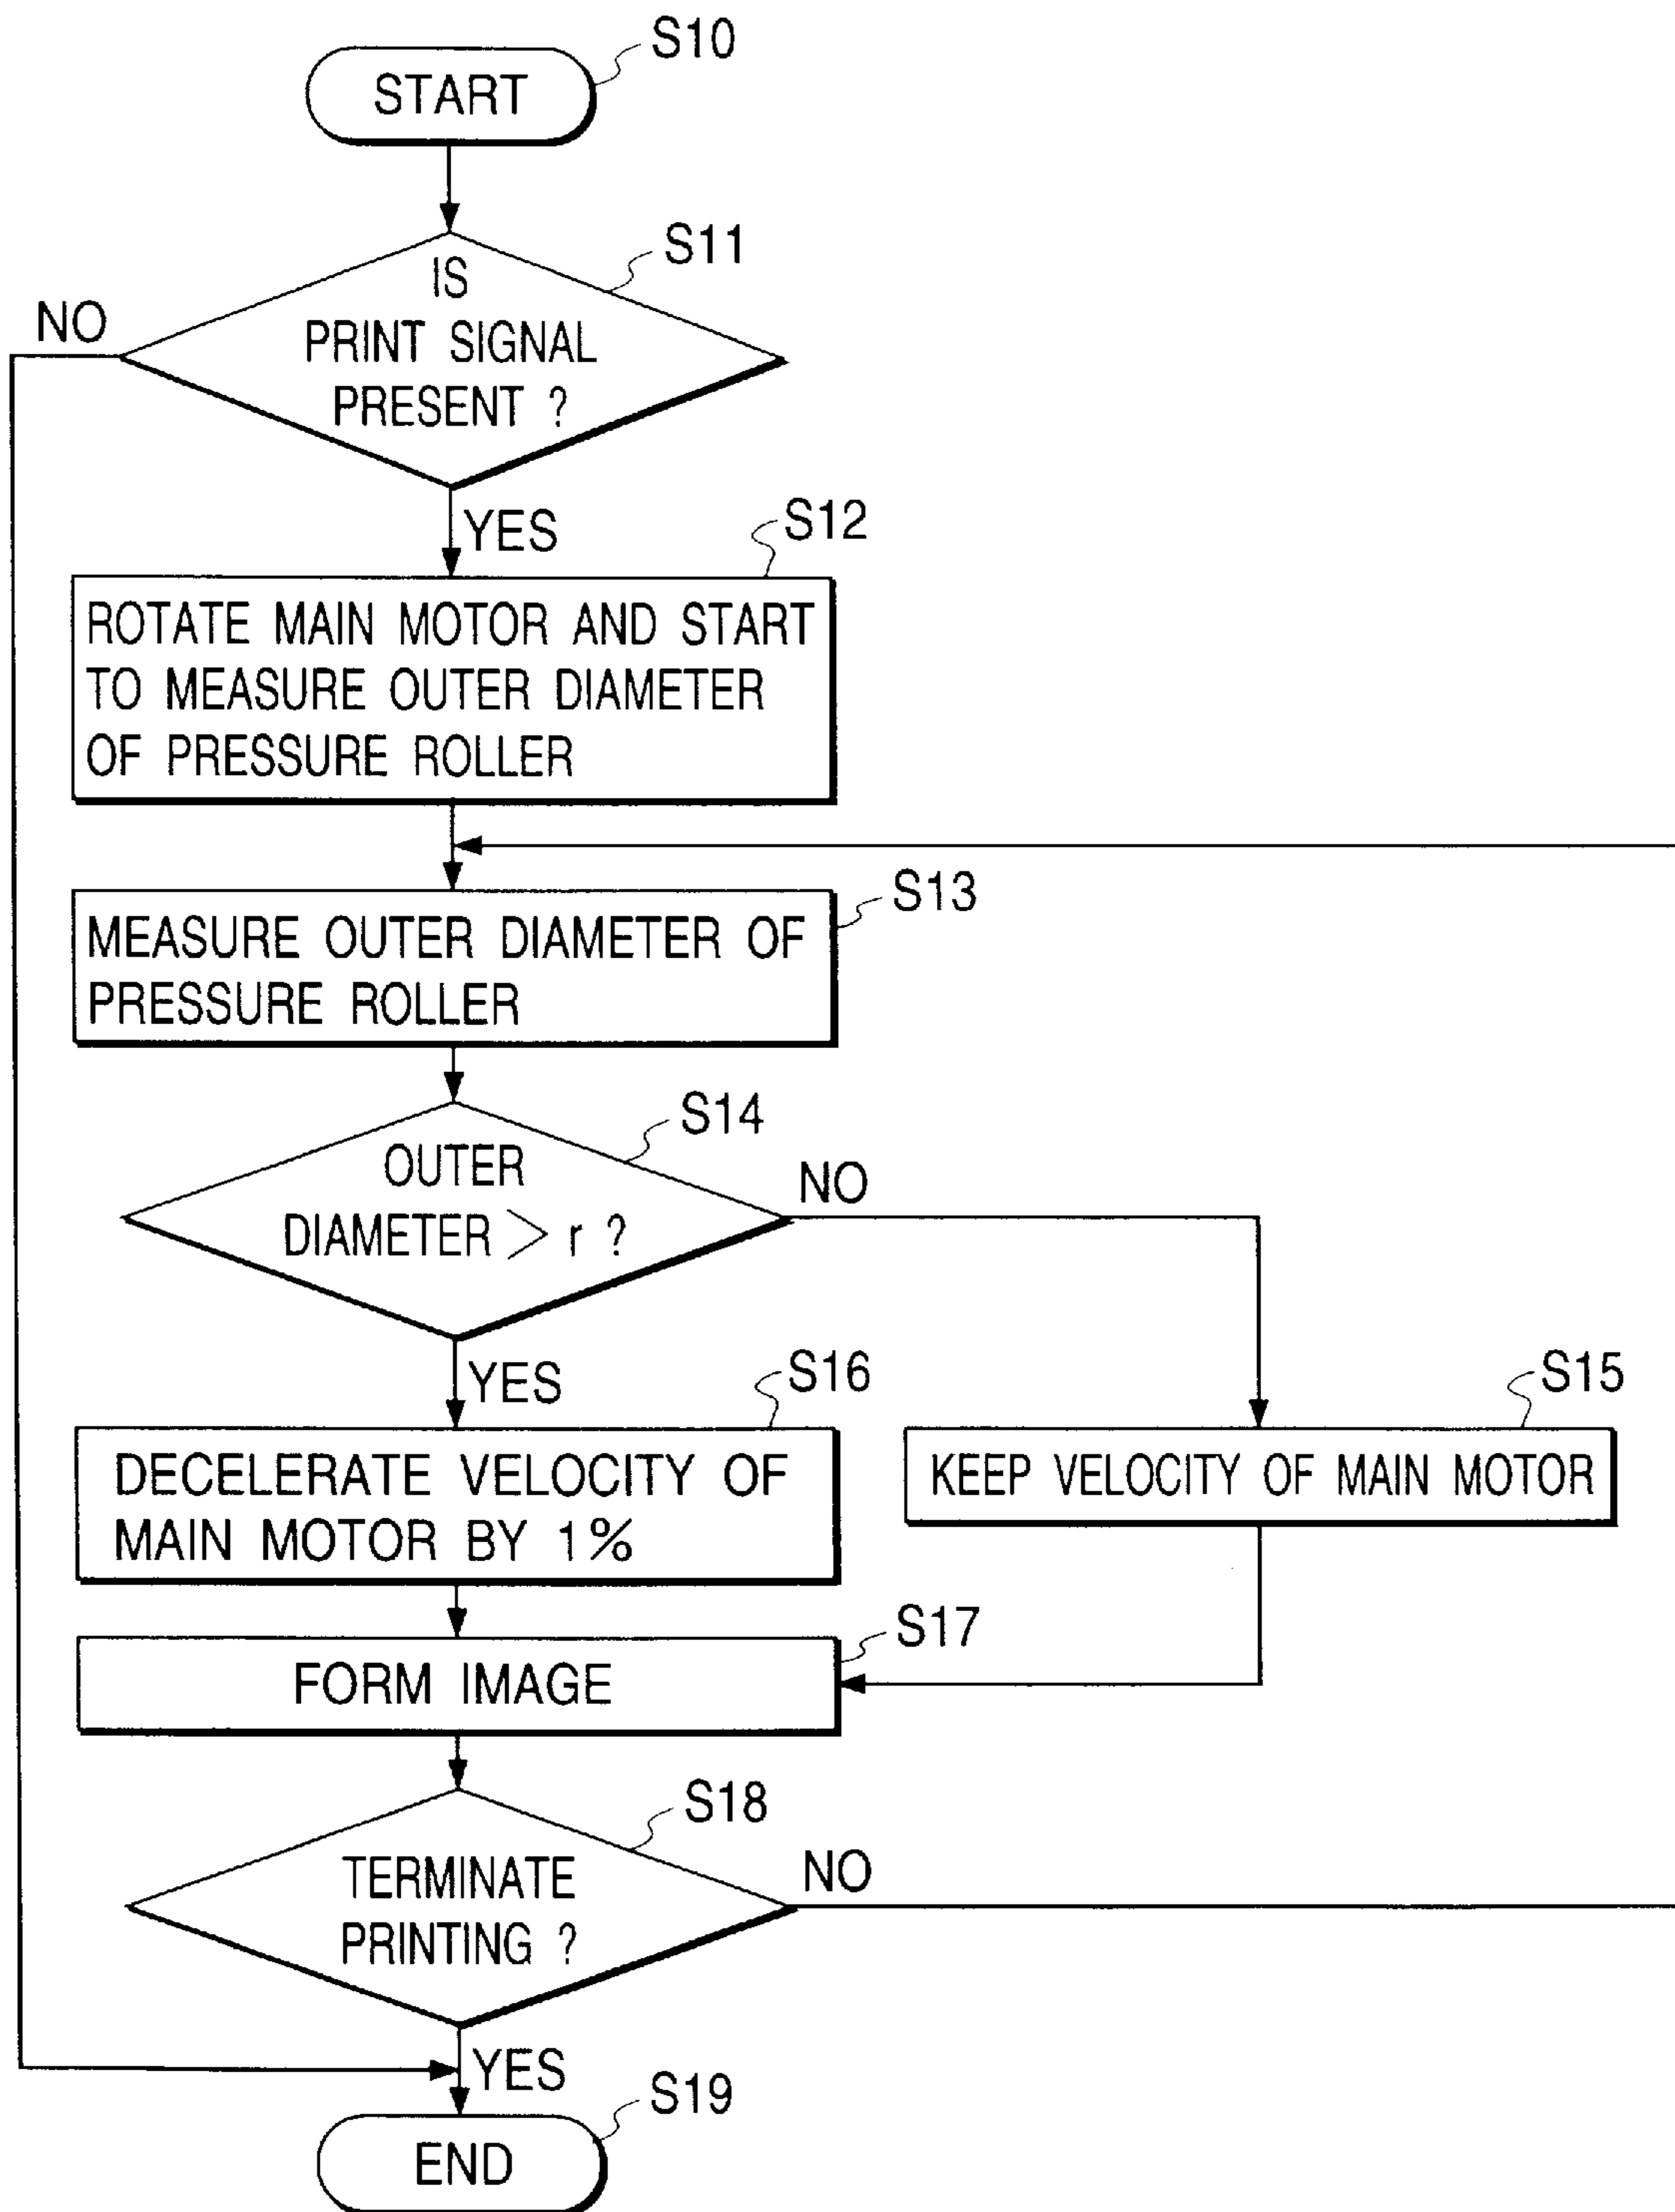 S10
START
S11
IS
PRINT SIGNAL
PRESENT ?
NO
YES
S12
ROTATE MAIN MOTOR AND START
TO MEASURE OUTER DIAMETER
OF PRESSURE ROLLER
S13
MEASURE OUTER DIAMETER OF
PRESSURE ROLLER
S14
OUTER
DIAMETER > r ?
NO
YES
S16
DECELERATE VELOCITY OF
MAIN MOTOR BY 1%
S15
KEEP VELOCITY OF MAIN MOTOR
S17
FORM IMAGE
S18
TERMINATE
PRINTING ?
NO
YES
S19
END